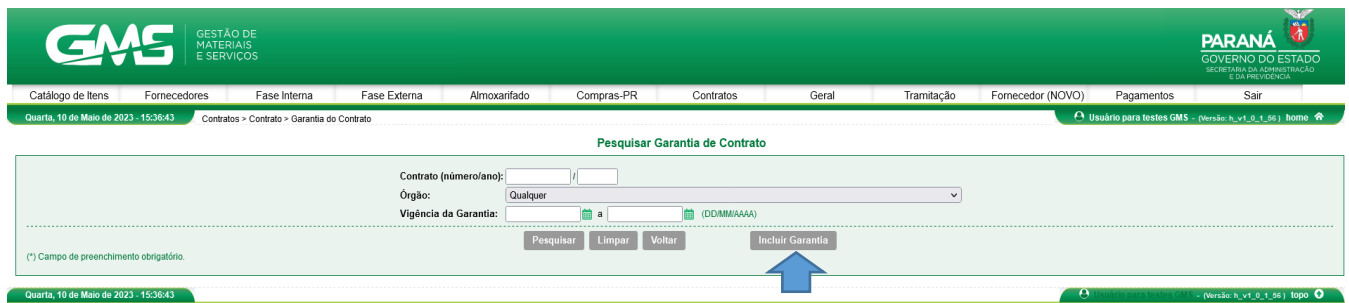 GMS
GESTÃO DE
MATERIAIS
E SERVIÇOS
PARANÁ
GOVERNO DO ESTADO
SECRETARIA DA ADMINISTRAÇÃO
E DA PREVIDÊNCIA
Catálogo de Itens Fornecedores Fase Interna Fase Externa Almoxarifado Compras-PR Contratos Geral Tramitação Fornecedor (NOVO) Pagamentos Sair
Quarta, 10 de Maio de 2023 - 15:36:43 Contratos > Contrato > Garantia do Contrato Usuário para testes GMS - (Versão: h_v1_0_1_56 ) home
Pesquisar Garantia de Contrato
Contrato (número/ano): /
Órgão: Qualquer
Vigência da Garantia: a (DD/MM/AAAA)
Pesquisar Limpar Voltar Incluir Garantia
(*) Campo de preenchimento obrigatório.
Quarta, 10 de Maio de 2023 - 15:36:43 Usuário para testes GMS - (Versão: h_v1_0_1_56 ) topo